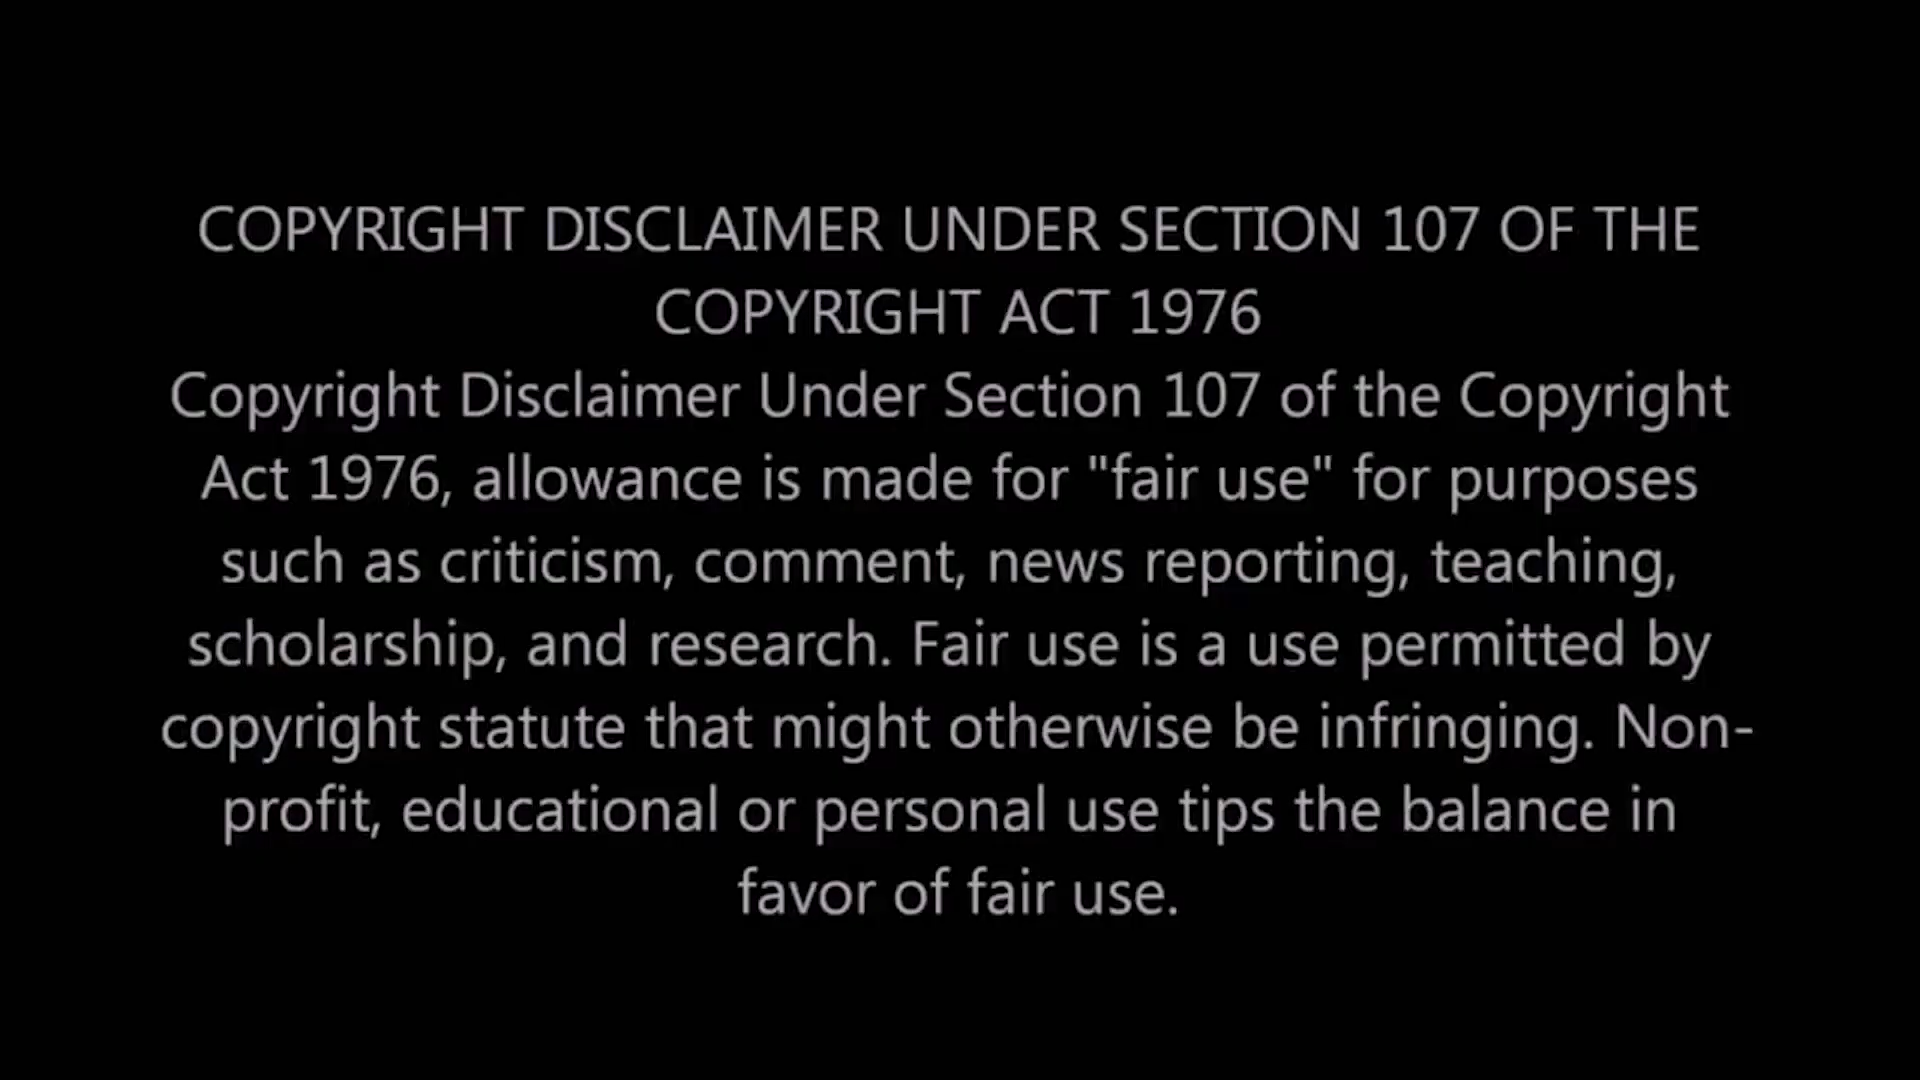 COPYRIGHT DISCLAIMER UNDER SECTION 107 OF THE
COPYRIGHT ACT 1976
Copyright Disclaimer Under Section 107 of the Copyright
Act 1976, allowance is made for "fair use" for purposes
such as criticism, comment, news reporting, teaching,
scholarship, and research. Fair use is a use permitted by
copyright statute that might otherwise be infringing. Non-
profit, educational or personal use tips the balance in
favor of fair use.